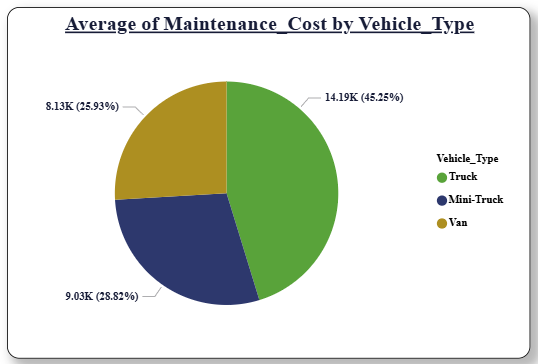 Average of Maintenance_Cost by Vehicle_Type
14.19K (45.25%)
8.13K (25.93%)
9.03K (28.82%)
Vehicle_Type
Truck
Mini-Truck
Van